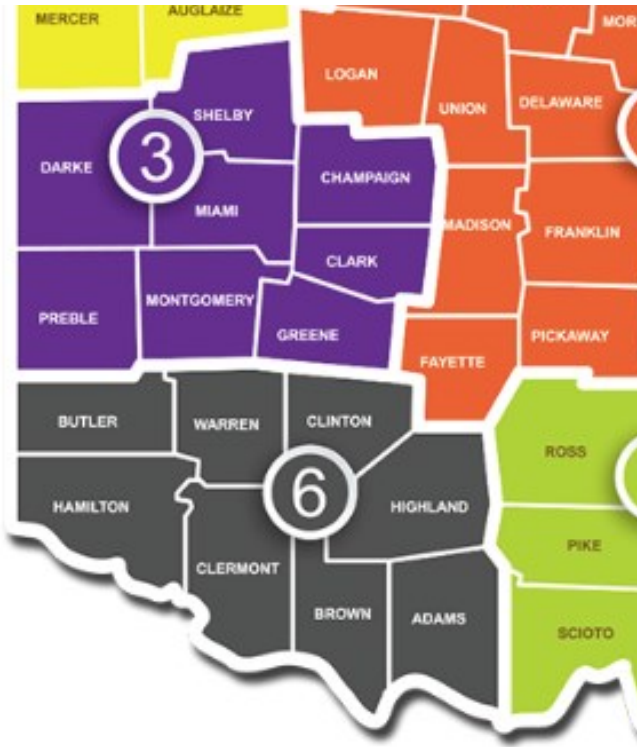 MERCER
AUGLAIZE
LOGAN
UNION
DELAWARE
SHELBY
DARKE
3
CHAMPAIGN
MIAMI
MADISON
FRANKLIN
CLARK
MONTGOMERY
PREBLE
GREENE
PICKAWAY
FAYETTE
BUTLER
WARREN
CLINTON
ROSS
6
HAMILTON
HIGHLAND
PIKE
CLERMONT
BROWN
ADAMS
SCIOTO